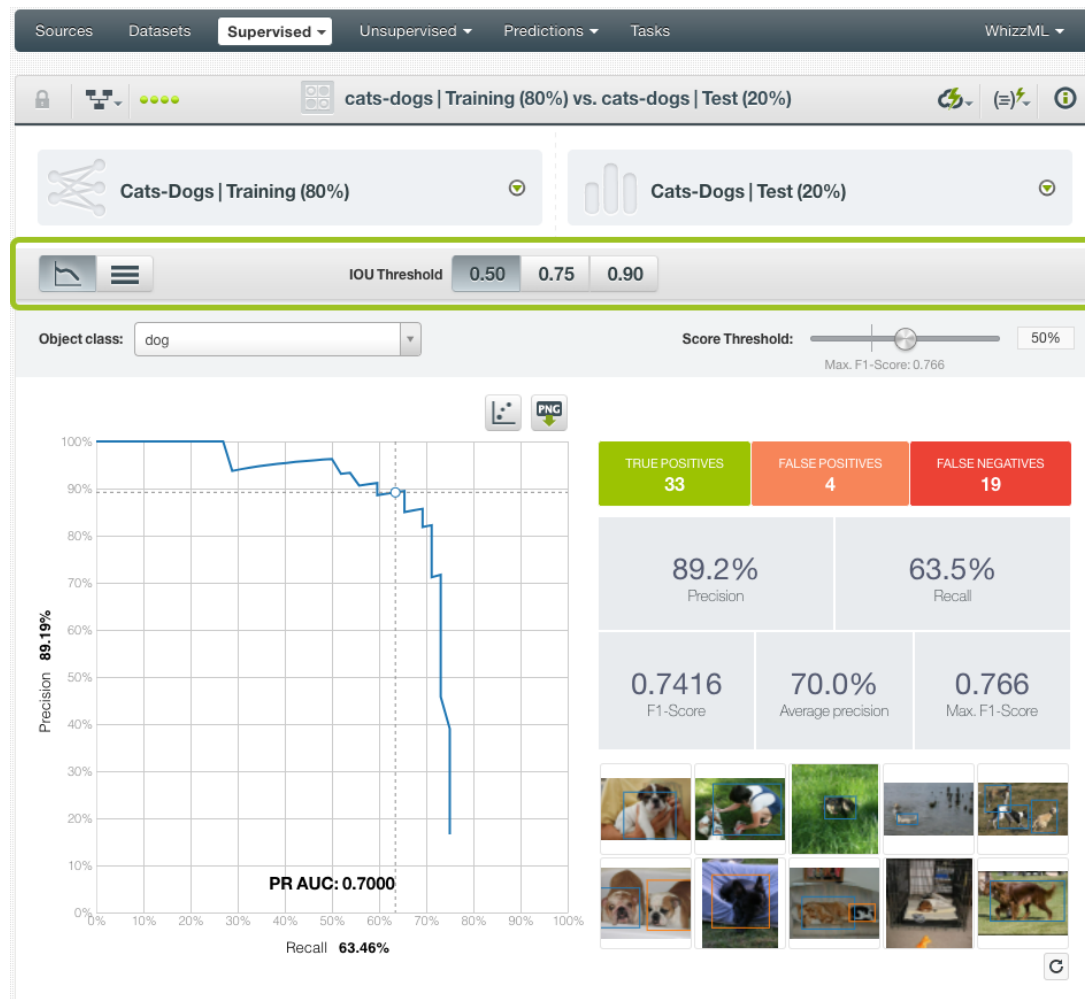 Sources Datasets Supervised Unsupervised Predictions Tasks WhizzML
cats-dogs | Training (80%) vs. cats-dogs | Test (20%)
Cats-Dogs | Training (80%)
Cats-Dogs | Test (20%)
IOU Threshold 0.50 0.75 0.90
Object class: dog
Score Threshold: 50%
Max. F1-Score: 0.766
PNG
100%
90%
80%
70%
60%
50%
40%
30%
20%
10%
0%
Precision 89.19%
PR AUC: 0.7000
0% 10% 20% 30% 40% 50% 60% 70% 80% 90% 100%
Recall 63.46%
TRUE POSITIVES
33
FALSE POSITIVES
4
FALSE NEGATIVES
19
89.2%
Precision
63.5%
Recall
0.7416
F1-Score
70.0%
Average precision
0.766
Max. F1-Score